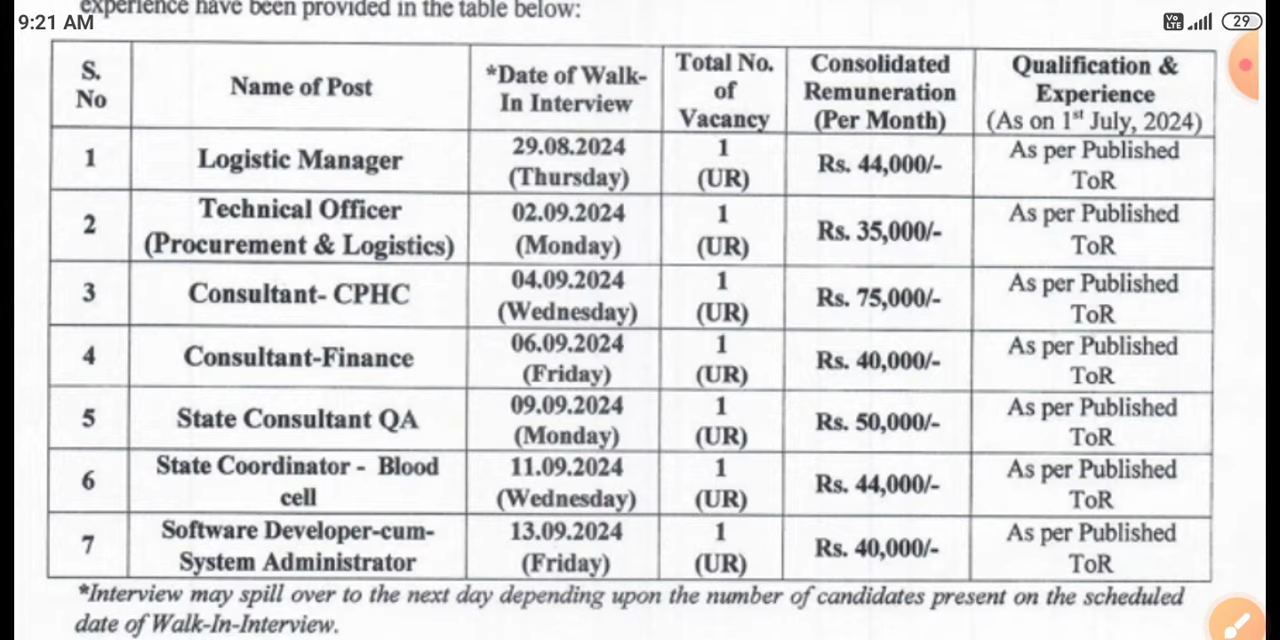 experience have been provided in the table below:
9:21 AM
Vo LTE 29
S. No Name of Post *Date of Walk-In Interview Total No. of Vacancy Consolidated Remuneration (Per Month) Qualification & Experience (As on 1st July, 2024)
1 Logistic Manager 29.08.2024 (Thursday) 1 (UR) Rs. 44,000/- As per Published ToR
2 Technical Officer (Procurement & Logistics) 02.09.2024 (Monday) 1 (UR) Rs. 35,000/- As per Published ToR
3 Consultant- CPHC 04.09.2024 (Wednesday) 1 (UR) Rs. 75,000/- As per Published ToR
4 Consultant-Finance 06.09.2024 (Friday) 1 (UR) Rs. 40,000/- As per Published ToR
5 State Consultant QA 09.09.2024 (Monday) 1 (UR) Rs. 50,000/- As per Published ToR
6 State Coordinator - Blood cell 11.09.2024 (Wednesday) 1 (UR) Rs. 44,000/- As per Published ToR
7 Software Developer-cum-System Administrator 13.09.2024 (Friday) 1 (UR) Rs. 40,000/- As per Published ToR
*Interview may spill over to the next day depending upon the number of candidates present on the scheduled
date of Walk-In-Interview.